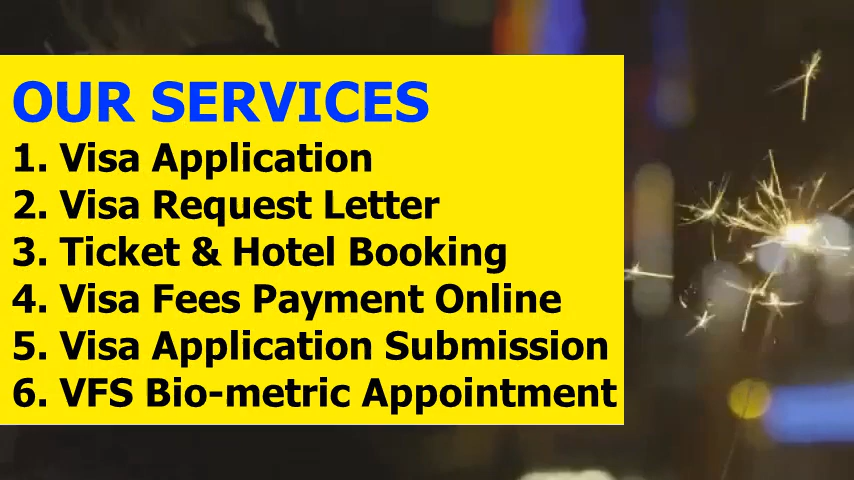 OUR SERVICES
1. Visa Application
2. Visa Request Letter
3. Ticket & Hotel Booking
4. Visa Fees Payment Online
5. Visa Application Submission
6. VFS Bio-metric Appointment